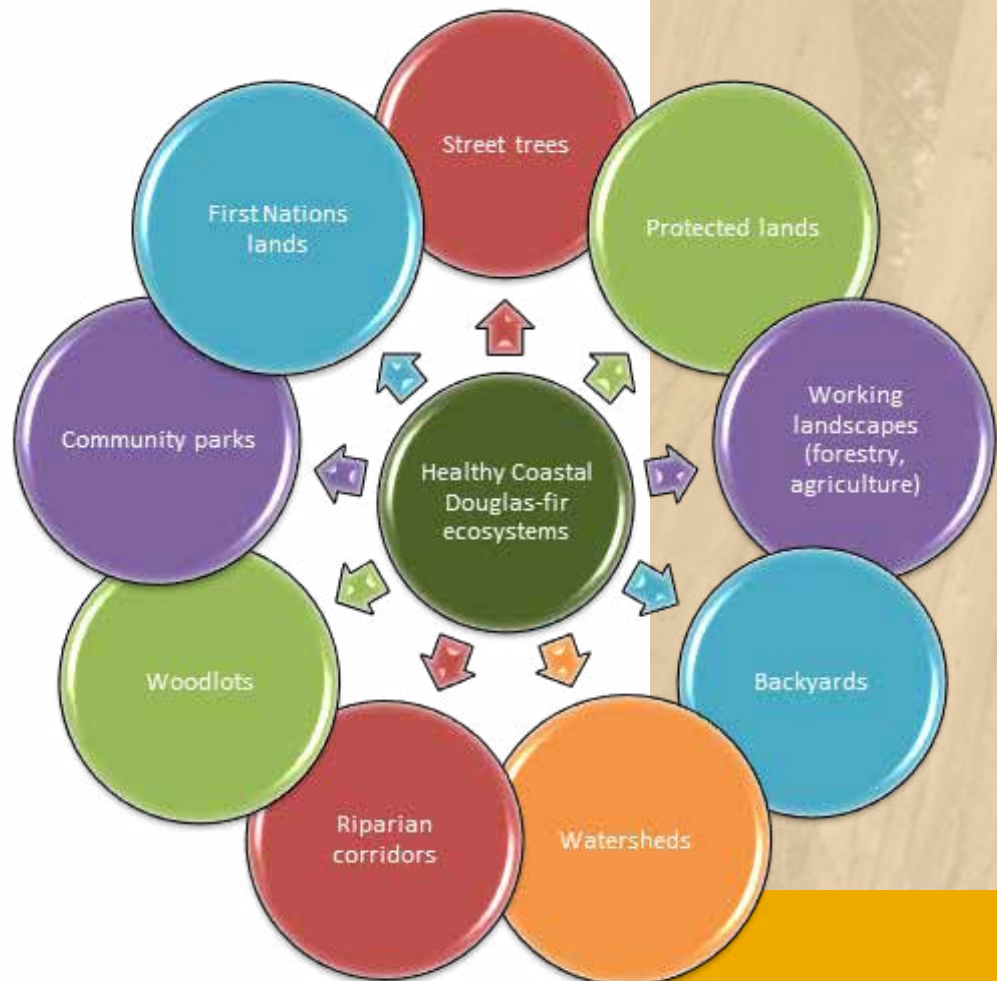 Street trees
Protected lands
Working
landscapes
(forestry,
agriculture)
Backyards
Watersheds
Riparian
corridors
Woodlots
Community parks
First Nations
lands
Healthy Coastal
Douglas-fir
ecosystems